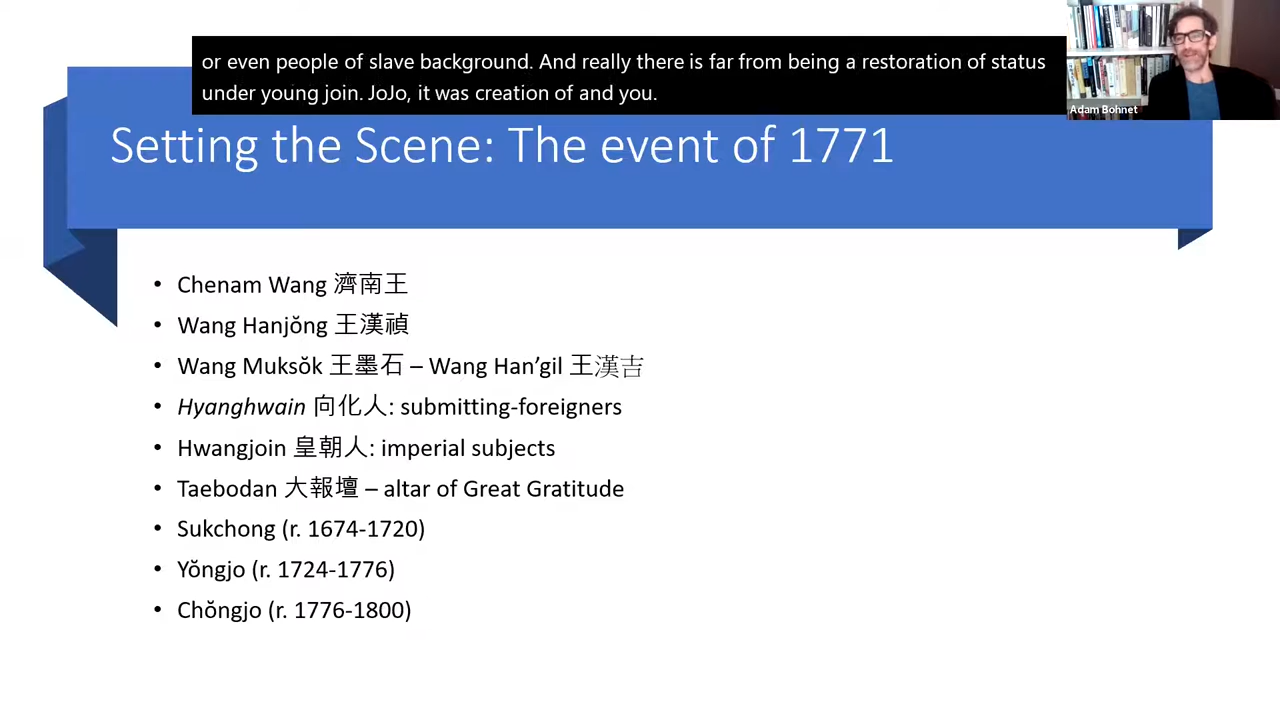 or even people of slave background. And really there is far from being a restoration of status
under young join. JoJo, it was creation of and you.
Adam Bohnet
Setting the Scene: The event of 1771
• Chenam Wang 濟南王
• Wang Hanjŏng 王漢禎
• Wang Muksŏk 王墨石 – Wang Han’gil 王漢吉
• Hyanghwain 向化人: submitting-foreigners
• Hwangjoin 皇朝人: imperial subjects
• Taebodan 大報壇 – altar of Great Gratitude
• Sukchong (r. 1674-1720)
• Yŏngjo (r. 1724-1776)
• Chŏngjo (r. 1776-1800)